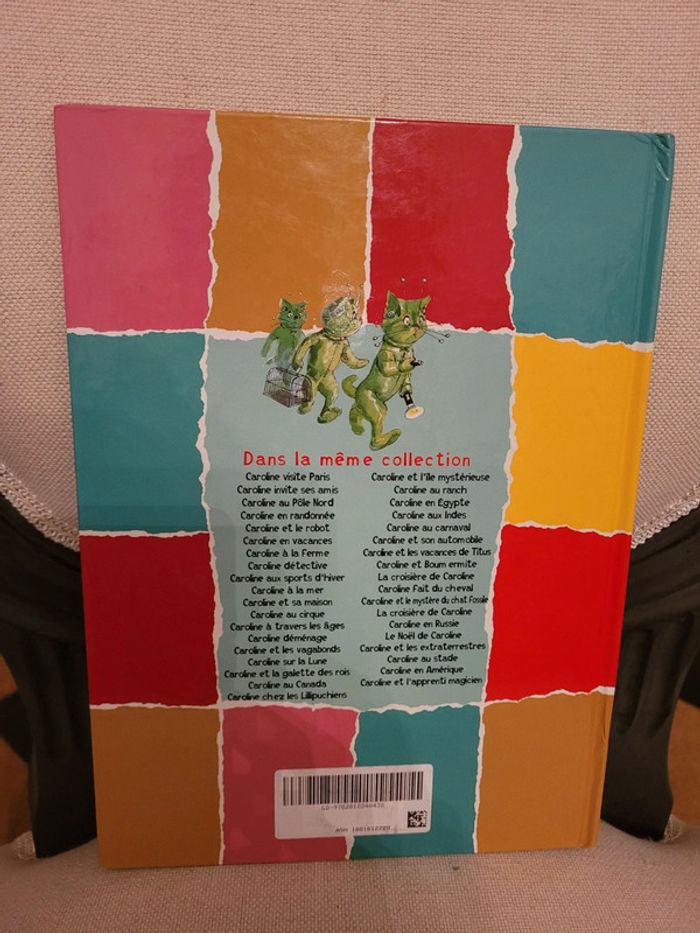 Dans la même collection
Caroline visite Paris
Caroline invite ses amis
Caroline au Pôle Nord
Caroline en randonnée
Caroline et le robot
Caroline en vacances
Caroline à la Ferme
Caroline détective
Caroline aux sports d'hiver
Caroline à la mer
Caroline et sa maison
Caroline au cirque
Caroline à travers les âges
Caroline déménage
Caroline et les vagabonds
Caroline sur la Lune
Caroline et la galette des rois
Caroline au Canada
Caroline chez les Lilipuchiens
Caroline et l'île mystérieuse
Caroline au ranch
Caroline en Égypte
Caroline aux Indes
Caroline au carnaval
Caroline et son automobile
Caroline et les vacances de Titus
Caroline et Boum ermite
La croisière de Caroline
Caroline Fait du cheval
Caroline et le mystère du chat Fossile
La croisière de Caroline
Caroline en Russie
Le Noël de Caroline
Caroline et les extraterrestres
Caroline au stade
Caroline en Amérique
Caroline et l'apprenti magicien